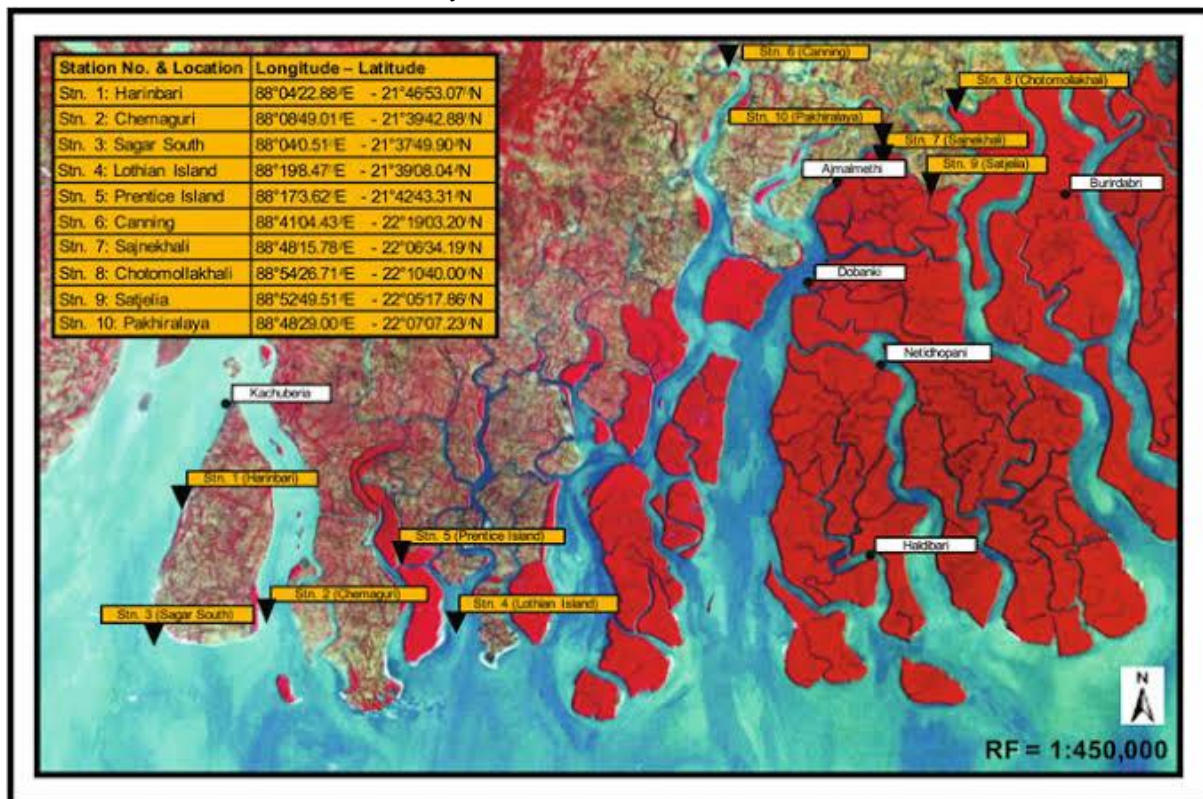 Station No. & Location Longitude – Latitude
Stn. 1: Harinbari 88°04'22.88"E - 21°46'53.07"N
Stn. 2: Chemaguri 88°08'49.01"E - 21°39'42.88"N
Stn. 3: Sagar South 88°04'0.51"E - 21°37'49.90"N
Stn. 4: Lothian Island 88°19'8.47"E - 21°39'08.04"N
Stn. 5: Prentice Island 88°17'3.62"E - 21°42'43.31"N
Stn. 6: Canning 88°41'04.43"E - 22°19'03.20"N
Stn. 7: Sajnekhali 88°48'15.78"E - 22°06'34.19"N
Stn. 8: Chotomollakhali 88°54'26.71"E - 22°10'40.00"N
Stn. 9: Satjelia 88°52'49.51"E - 22°05'17.86"N
Stn. 10: Pakhiralaya 88°48'29.00"E - 22°07'07.23"N
Stn. 6 (Canning)
Stn. 8 (Chotomollakhali)
Stn. 10 (Pakhiralaya)
Stn. 7 (Sajnekhali)
Ajmalmethi
Stn. 9 (Satjelia)
Burirdabri
Dobanki
Netidhopani
Kachuberia
Stn. 1 (Harinbari)
Stn. 5 (Prentice Island)
Haldibari
Stn. 2 (Chemaguri)
Stn. 4 (Lothian Island)
Stn. 3 (Sagar South)
N
RF = 1:450,000